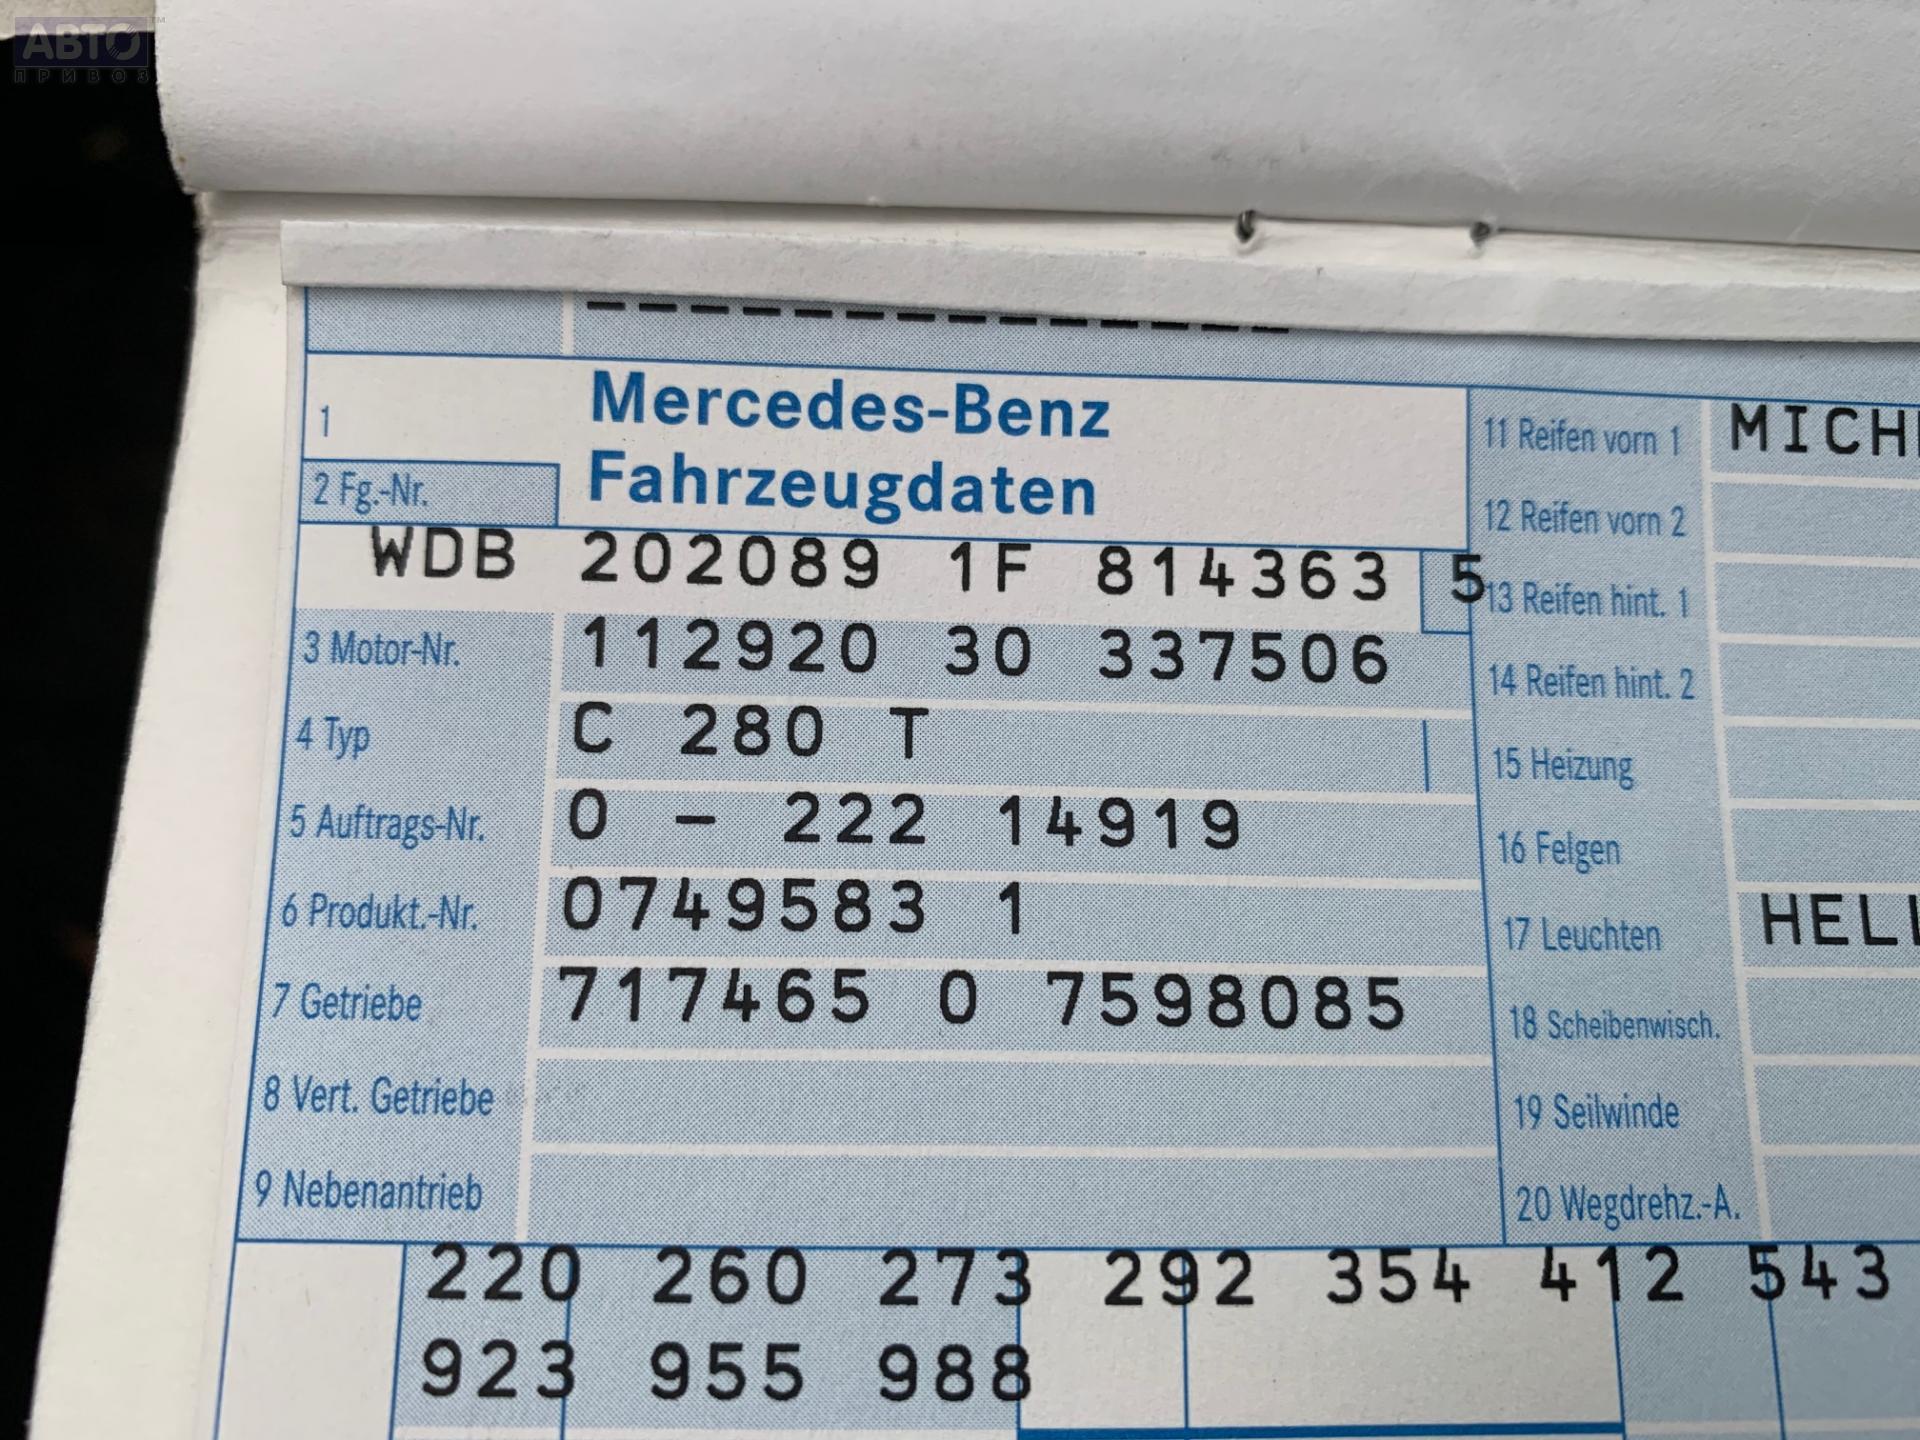 АВТО™
ПРИВОЗ
1
Mercedes-Benz
Fahrzeugdaten
2 Fg.-Nr.
WDB 202089 1F 814363 5
3 Motor-Nr. 112920 30 337506
4 Typ C 280 T
5 Auftrags-Nr. 0 - 222 14919
6 Produkt.-Nr. 0749583 1
7 Getriebe 717465 0 7598085
8 Vert. Getriebe
9 Nebenantrieb
11 Reifen vorn 1
12 Reifen vorn 2
13 Reifen hint. 1
14 Reifen hint. 2
15 Heizung
16 Felgen
17 Leuchten
18 Scheibenwisch.
19 Seilwinde
20 Wegdrehz.-A.
220 260 273 292 354 412 543
923 955 988